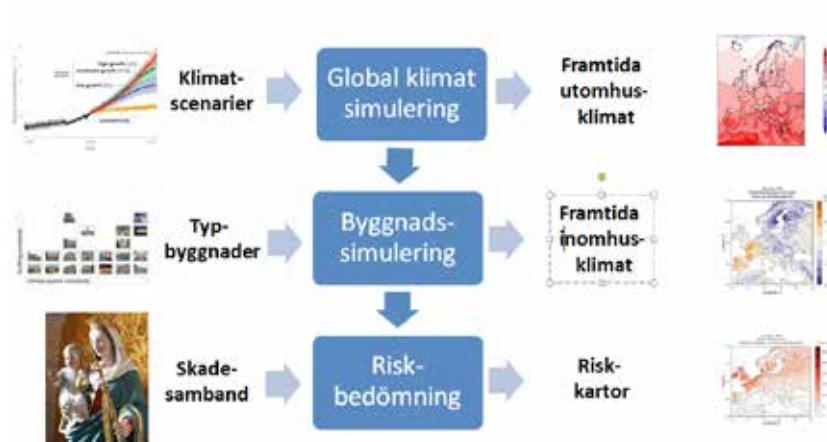 Klimat-
scenarier
Global klimat
simulering
Framtida
utomhus-
klimat
Typ-
byggnader
Byggnads-
simulering
Framtida
inomhus-
klimat
Skade-
samband
Risk-
bedömning
Risk-
kartor